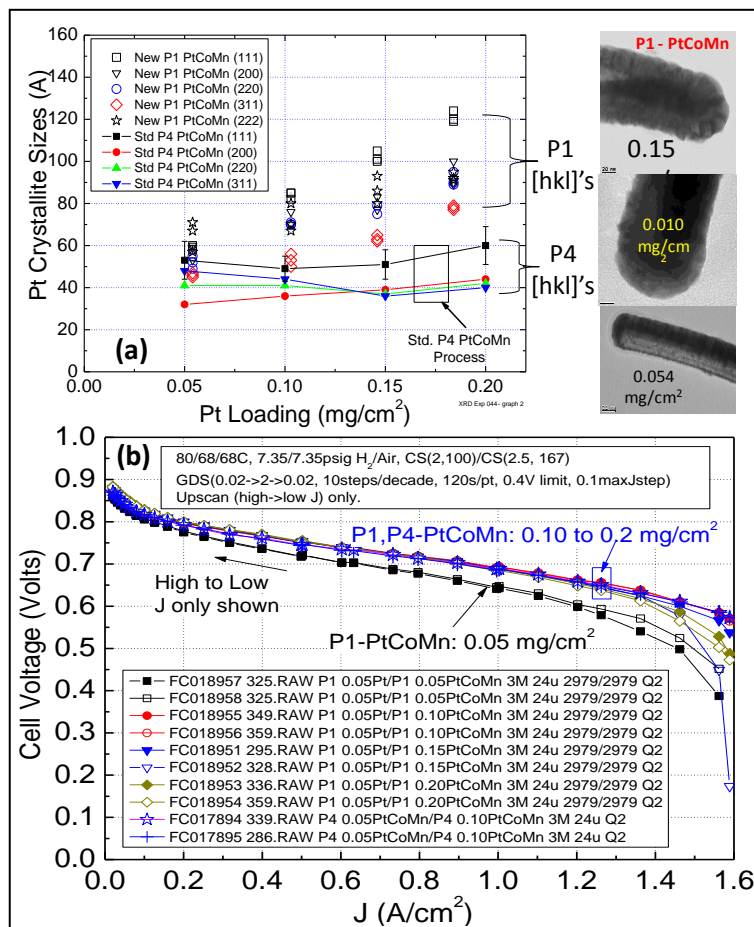 160
140
120
100
80
60
40
20
0
Pt Crystallite Sizes (A)
New P1 PtCoMn (111)
New P1 PtCoMn (200)
New P1 PtCoMn (220)
New P1 PtCoMn (311)
New P1 PtCoMn (222)
Std P4 PtCoMn (111)
Std P4 PtCoMn (200)
Std P4 PtCoMn (220)
Std P4 PtCoMn (311)
P1
[hkl]'s
P4
[hkl]'s
Std. P4 PtCoMn
Process
(a)
0.00 0.05 0.10 0.15 0.20
XRD Exp 044 - graph 2
Pt Loading (mg/cm2)
P1 - PtCoMn
0.15
0.010
mg/cm2
0.054
mg/cm2
1.0
0.9
0.8
0.7
0.6
0.5
0.4
0.3
0.2
0.1
0.0
Cell Voltage (Volts)
(b)
80/68/68C, 7.35/7.35psig H2/Air, CS(2,100)/CS(2.5, 167)
GDS(0.02->2->0.02, 10steps/decade, 120s/pt, 0.4V limit, 0.1maxJstep)
Upscan (high->low J) only.
P1,P4-PtCoMn: 0.10 to 0.2 mg/cm2
High to Low
J only shown
P1-PtCoMn: 0.05 mg/cm2
FC018957 325.RAW P1 0.05Pt/P1 0.05PtCoMn 3M 24u 2979/2979 Q2
FC018958 325.RAW P1 0.05Pt/P1 0.05PtCoMn 3M 24u 2979/2979 Q2
FC018955 349.RAW P1 0.05Pt/P1 0.10PtCoMn 3M 24u 2979/2979 Q2
FC018956 359.RAW P1 0.05Pt/P1 0.10PtCoMn 3M 24u 2979/2979 Q2
FC018951 295.RAW P1 0.05Pt/P1 0.15PtCoMn 3M 24u 2979/2979 Q2
FC018952 328.RAW P1 0.05Pt/P1 0.15PtCoMn 3M 24u 2979/2979 Q2
FC018953 336.RAW P1 0.05Pt/P1 0.20PtCoMn 3M 24u 2979/2979 Q2
FC018954 359.RAW P1 0.05Pt/P1 0.20PtCoMn 3M 24u 2979/2979 Q2
FC017894 339.RAW P4 0.05PtCoMn/P4 0.10PtCoMn 3M 24u Q2
FC017895 286.RAW P4 0.05PtCoMn/P4 0.10PtCoMn 3M 24u Q2
0.0 0.2 0.4 0.6 0.8 1.0 1.2 1.4 1.6
J (A/cm2)